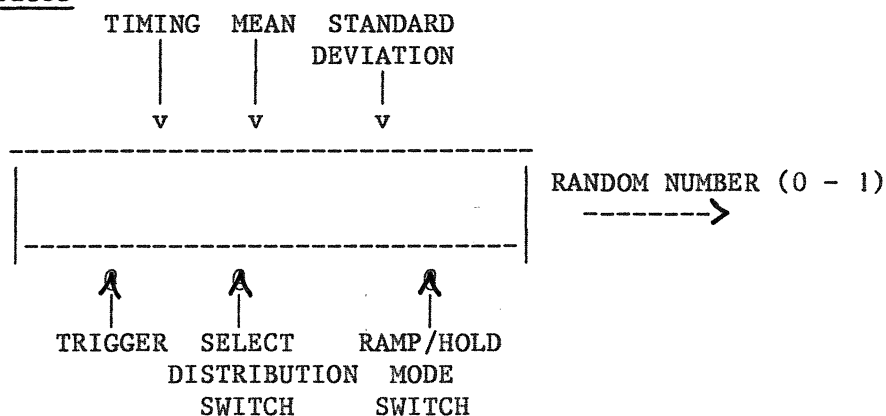 TIMING MEAN STANDARD
DEVIATION
v v v
RANDOM NUMBER (0 - 1)
TRIGGER SELECT RAMP/HOLD
DISTRIBUTION MODE
SWITCH SWITCH